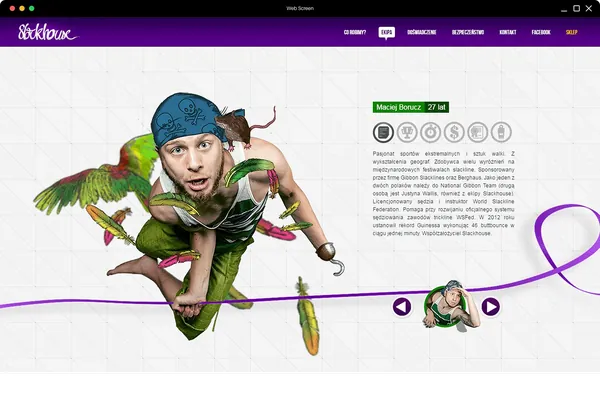 Web Screen
Slackhouse
CO ROBIMY?
EKIPA
DOŚWIADCZENIE
BEZPIECZEŃSTWO
KONTAKT
FACEBOOK
SKLEP
Maciej Borucz 27 lat
Pasjonat sportów ekstremalnych i sztuk walki. Z
wykształcenia geograf. Zdobywca wielu wyróżnień na
międzynarodowych festiwalach slackline. Sponsorowany
przez firmę Gibbon Slacklines oraz Berghaus. Jako jeden z
dwóch polaków należy do National Gibbon Team (drugą
osobą jest Justyna Wallis, również z ekipy Slackhouse).
Licencjonowany sędzia i instruktor World Slackline
Federation. Pomaga przy rozwijaniu oficjalnego systemu
sędziowania zawodów trickline WSFed. W 2012 roku
ustanowił rekord Guinessa wykonując 46 buttbounce w
ciągu jednej minuty. Współzałożyciel Slackhouse.